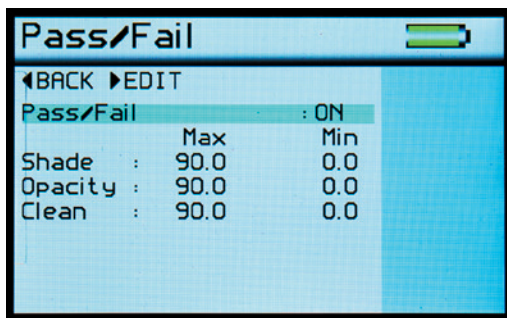 Pass/Fail
◀BACK ▶EDIT
Pass/Fail : ON
Max Min
Shade : 90.0 0.0
Opacity : 90.0 0.0
Clean : 90.0 0.0